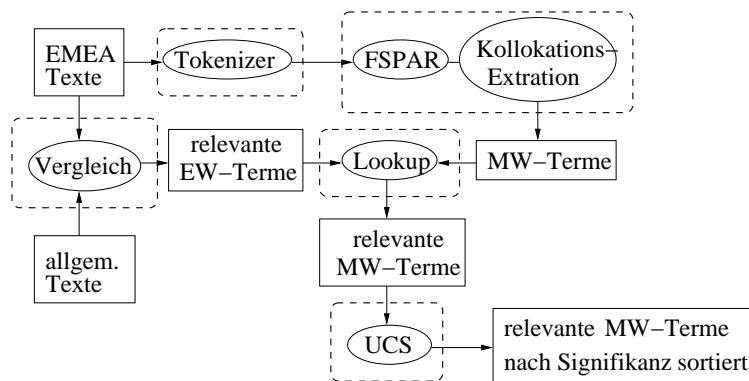 EMEA
Texte
Tokenizer
FSPAR
Kollokations–
Extration
Vergleich
relevante
EW–Terme
Lookup
MW–Terme
allgem.
Texte
relevante
MW–Terme
UCS
relevante MW–Terme
nach Signifikanz sortiert